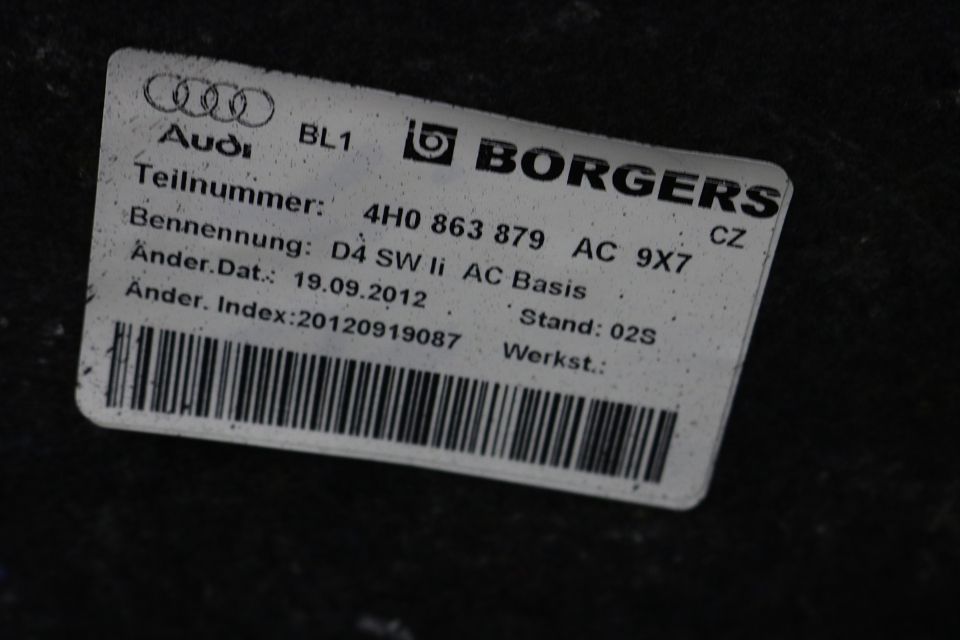 Audi BL1 b BORGERS
CZ
Teilnummer: 4H0 863 879 AC 9X7
Bennennung: D4 SW li AC Basis
Änder.Dat.: 19.09.2012 Stand: 02S
Änder. Index:20120919087 Werkst.: